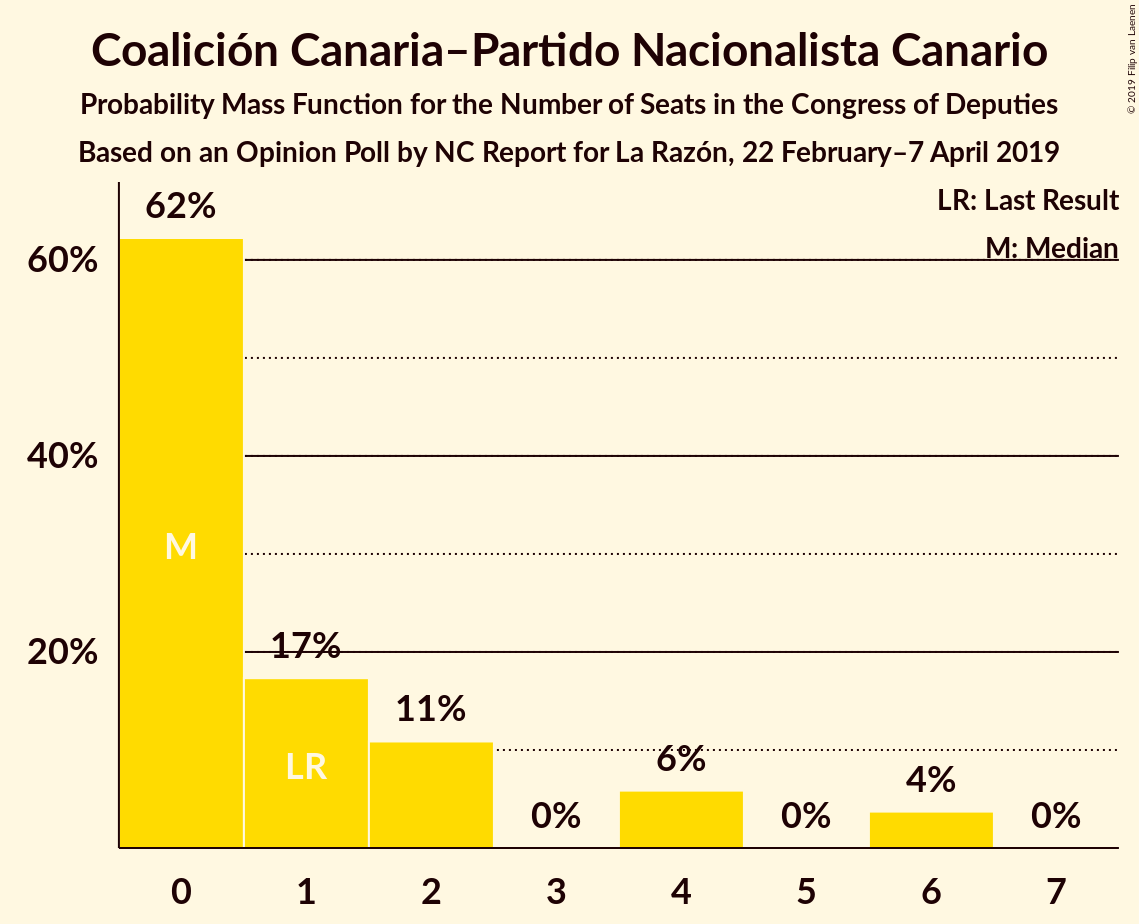 Coalición Canaria–Partido Nacionalista Canario
Probability Mass Function for the Number of Seats in the Congress of Deputies
Based on an Opinion Poll by NC Report for La Razón, 22 February–7 April 2019
© 2019 Filip van Laenen
LR: Last Result
M: Median
60%
40%
20%
62%
17%
11%
0%
6%
0%
4%
0%
M
LR
0 1 2 3 4 5 6 7